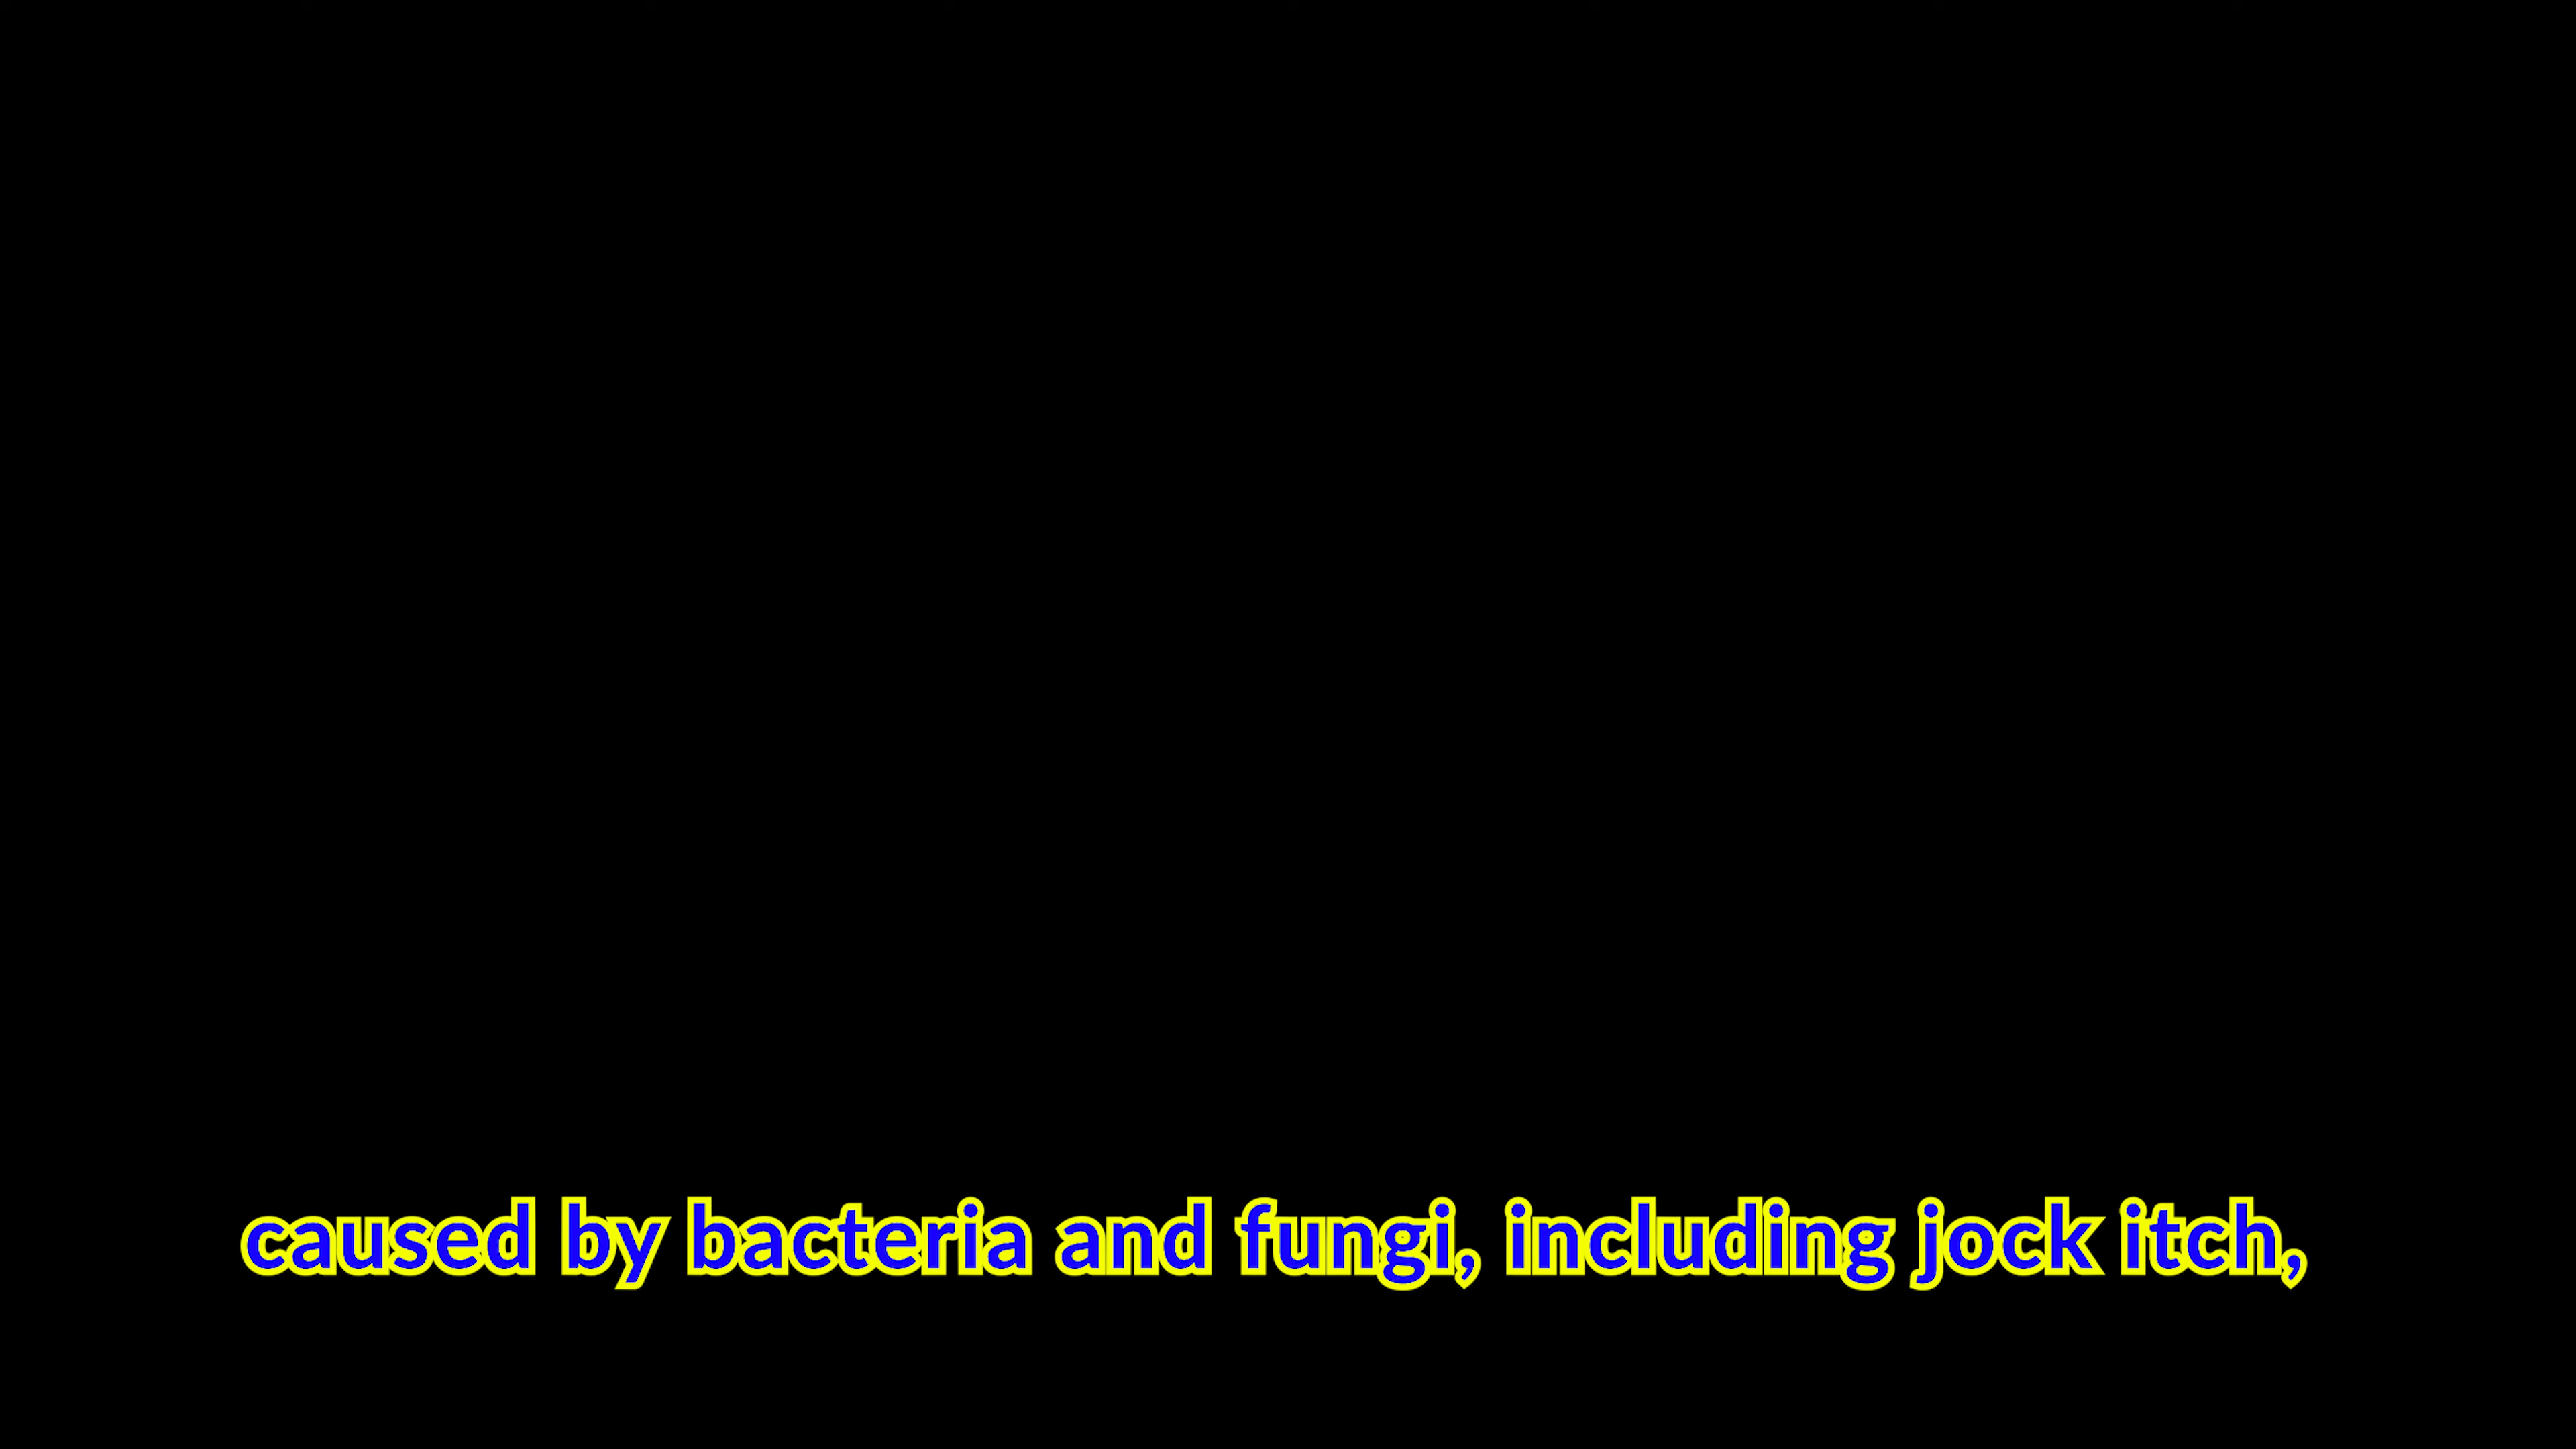 caused by bacteria and fungi, including jock itch,